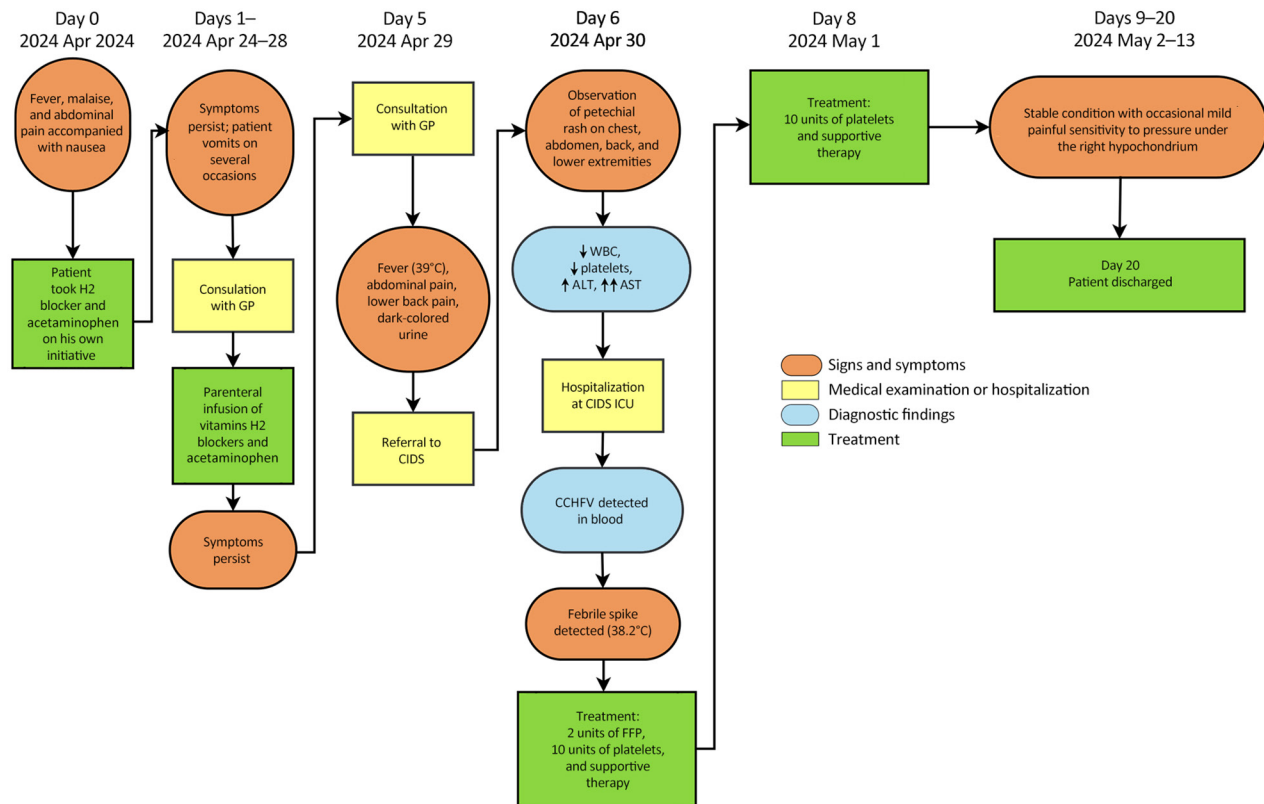 Day 0
2024 Apr 2024
Fever, malaise,
and abdominal
pain accompanied
with nausea
Patient
took H2
blocker and
acetaminophen
on his own
initiative
Days 1–
2024 Apr 24–28
Symptoms
persist; patient
vomits on
several
occasions
Consulation
with GP
Parenteral
infusion of
vitamins H2
blockers and
acetaminophen
Symptoms
persist
Day 5
2024 Apr 29
Consultation
with GP
Fever (39°C),
abdominal pain,
lower back pain,
dark-colored
urine
Referral to
CIDS
Day 6
2024 Apr 30
Observation
of petechial
rash on chest,
abdomen, back, and
lower extremities
↓ WBC,
↓ platelets,
↑ ALT, ↑↑ AST
Hospitalization
at CIDS ICU
CCHFV detected
in blood
Febrile spike
detected (38.2°C)
Treatment:
2 units of FFP,
10 units of platelets,
and supportive
therapy
Day 8
2024 May 1
Treatment:
10 units of platelets
and supportive
therapy
Days 9–20
2024 May 2–13
Stable condition with occasional mild
painful sensitivity to pressure under
the right hypochondrium
Day 20
Patient discharged
Signs and symptoms
Medical examination or hospitalization
Diagnostic findings
Treatment